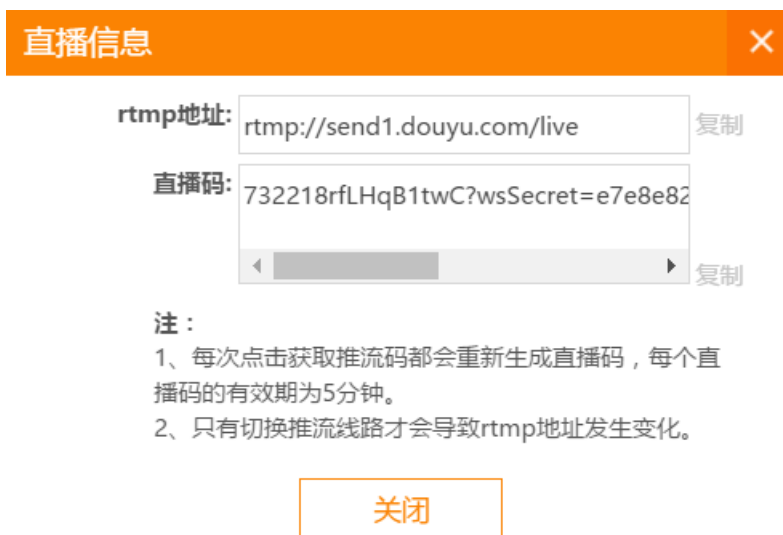 直播信息
rtmp地址: rtmp://send1.douyu.com/live 复制
直播码: 732218rfLHqB1twC?wsSecret=e7e8e82
复制
注：
1、每次点击获取推流码都会重新生成直播码，每个直
播码的有效期为5分钟。
2、只有切换推流线路才会导致rtmp地址发生变化。
关闭